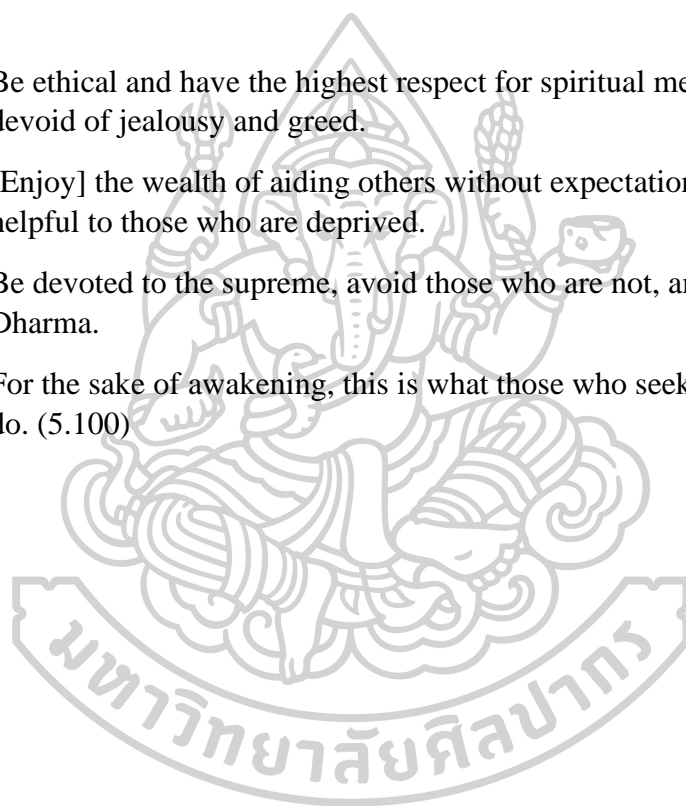 Be ethical and have the highest respect for spiritual
devoid of jealousy and greed.
Enjoy] the wealth of aiding others without
helpful to those who are deprived.
Be devoted to the supreme, avoid those who are not,
Dharma.
For the sake of awakening, this is what those who seek
do. (5.100)
มหาวิทยาลัยศิลปากร